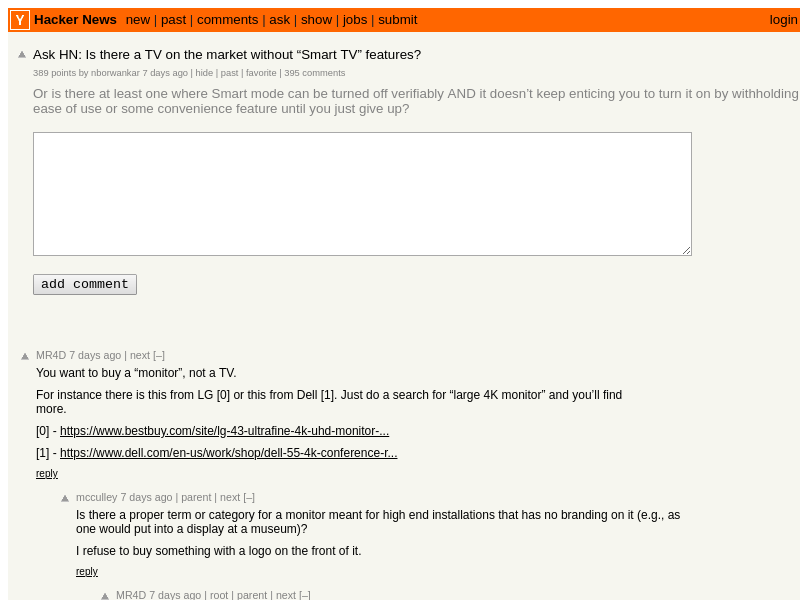 Y Hacker News new | past | comments | ask | show | jobs | submit login
Ask HN: Is there a TV on the market without “Smart TV” features?
389 points by nborwankar 7 days ago | hide | past | favorite | 395 comments
Or is there at least one where Smart mode can be turned off verifiably AND it doesn’t keep enticing you to turn it on by withholding
ease of use or some convenience feature until you just give up?
add comment
MR4D 7 days ago | next [–]
You want to buy a “monitor”, not a TV.
For instance there is this from LG [0] or this from Dell [1]. Just do a search for “large 4K monitor” and you’ll find
more.
[0] - https://www.bestbuy.com/site/lg-43-ultrafine-4k-uhd-monitor-...
[1] - https://www.dell.com/en-us/work/shop/dell-55-4k-conference-r...
reply
mcculley 7 days ago | parent | next [–]
Is there a proper term or category for a monitor meant for high end installations that has no branding on it (e.g., as
one would put into a display at a museum)?
I refuse to buy something with a logo on the front of it.
reply
MR4D 7 days ago | root | parent | next [–]